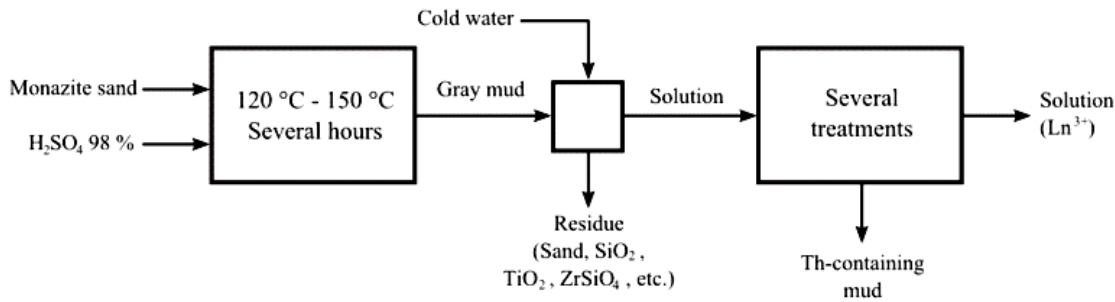 Cold water
Monazite sand
H₂SO₄ 98 %
120 °C - 150 °C
Several hours
Gray mud
Solution
Several
treatments
Solution
(Ln³⁺)
Residue
(Sand, SiO₂ ,
TiO₂ , ZrSiO₄ , etc.)
Th-containing
mud